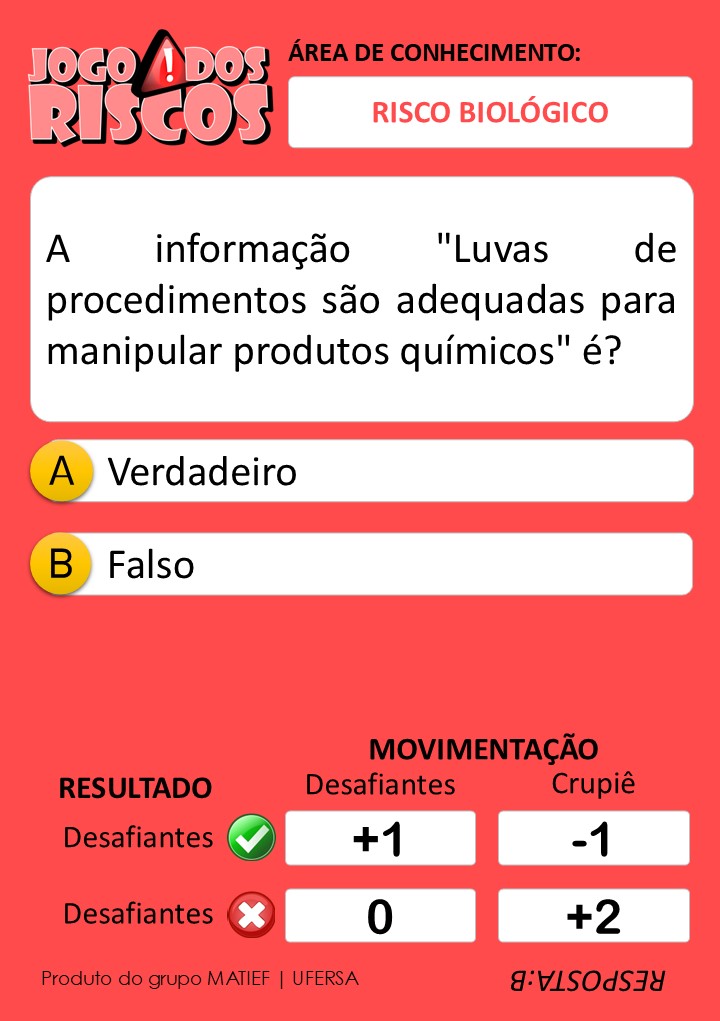 JOGO DOS
RISCOS
ÁREA DE CONHECIMENTO:
RISCO BIOLÓGICO
A informação "Luvas de
procedimentos são adequadas para
manipular produtos químicos" é?
A Verdadeiro
B Falso
MOVIMENTAÇÃO
RESULTADO Desafiantes Crupiê
Desafiantes +1 -1
Desafiantes 0 +2
Produto do grupo MATIEF | UFERSA
RESPOSTA:B